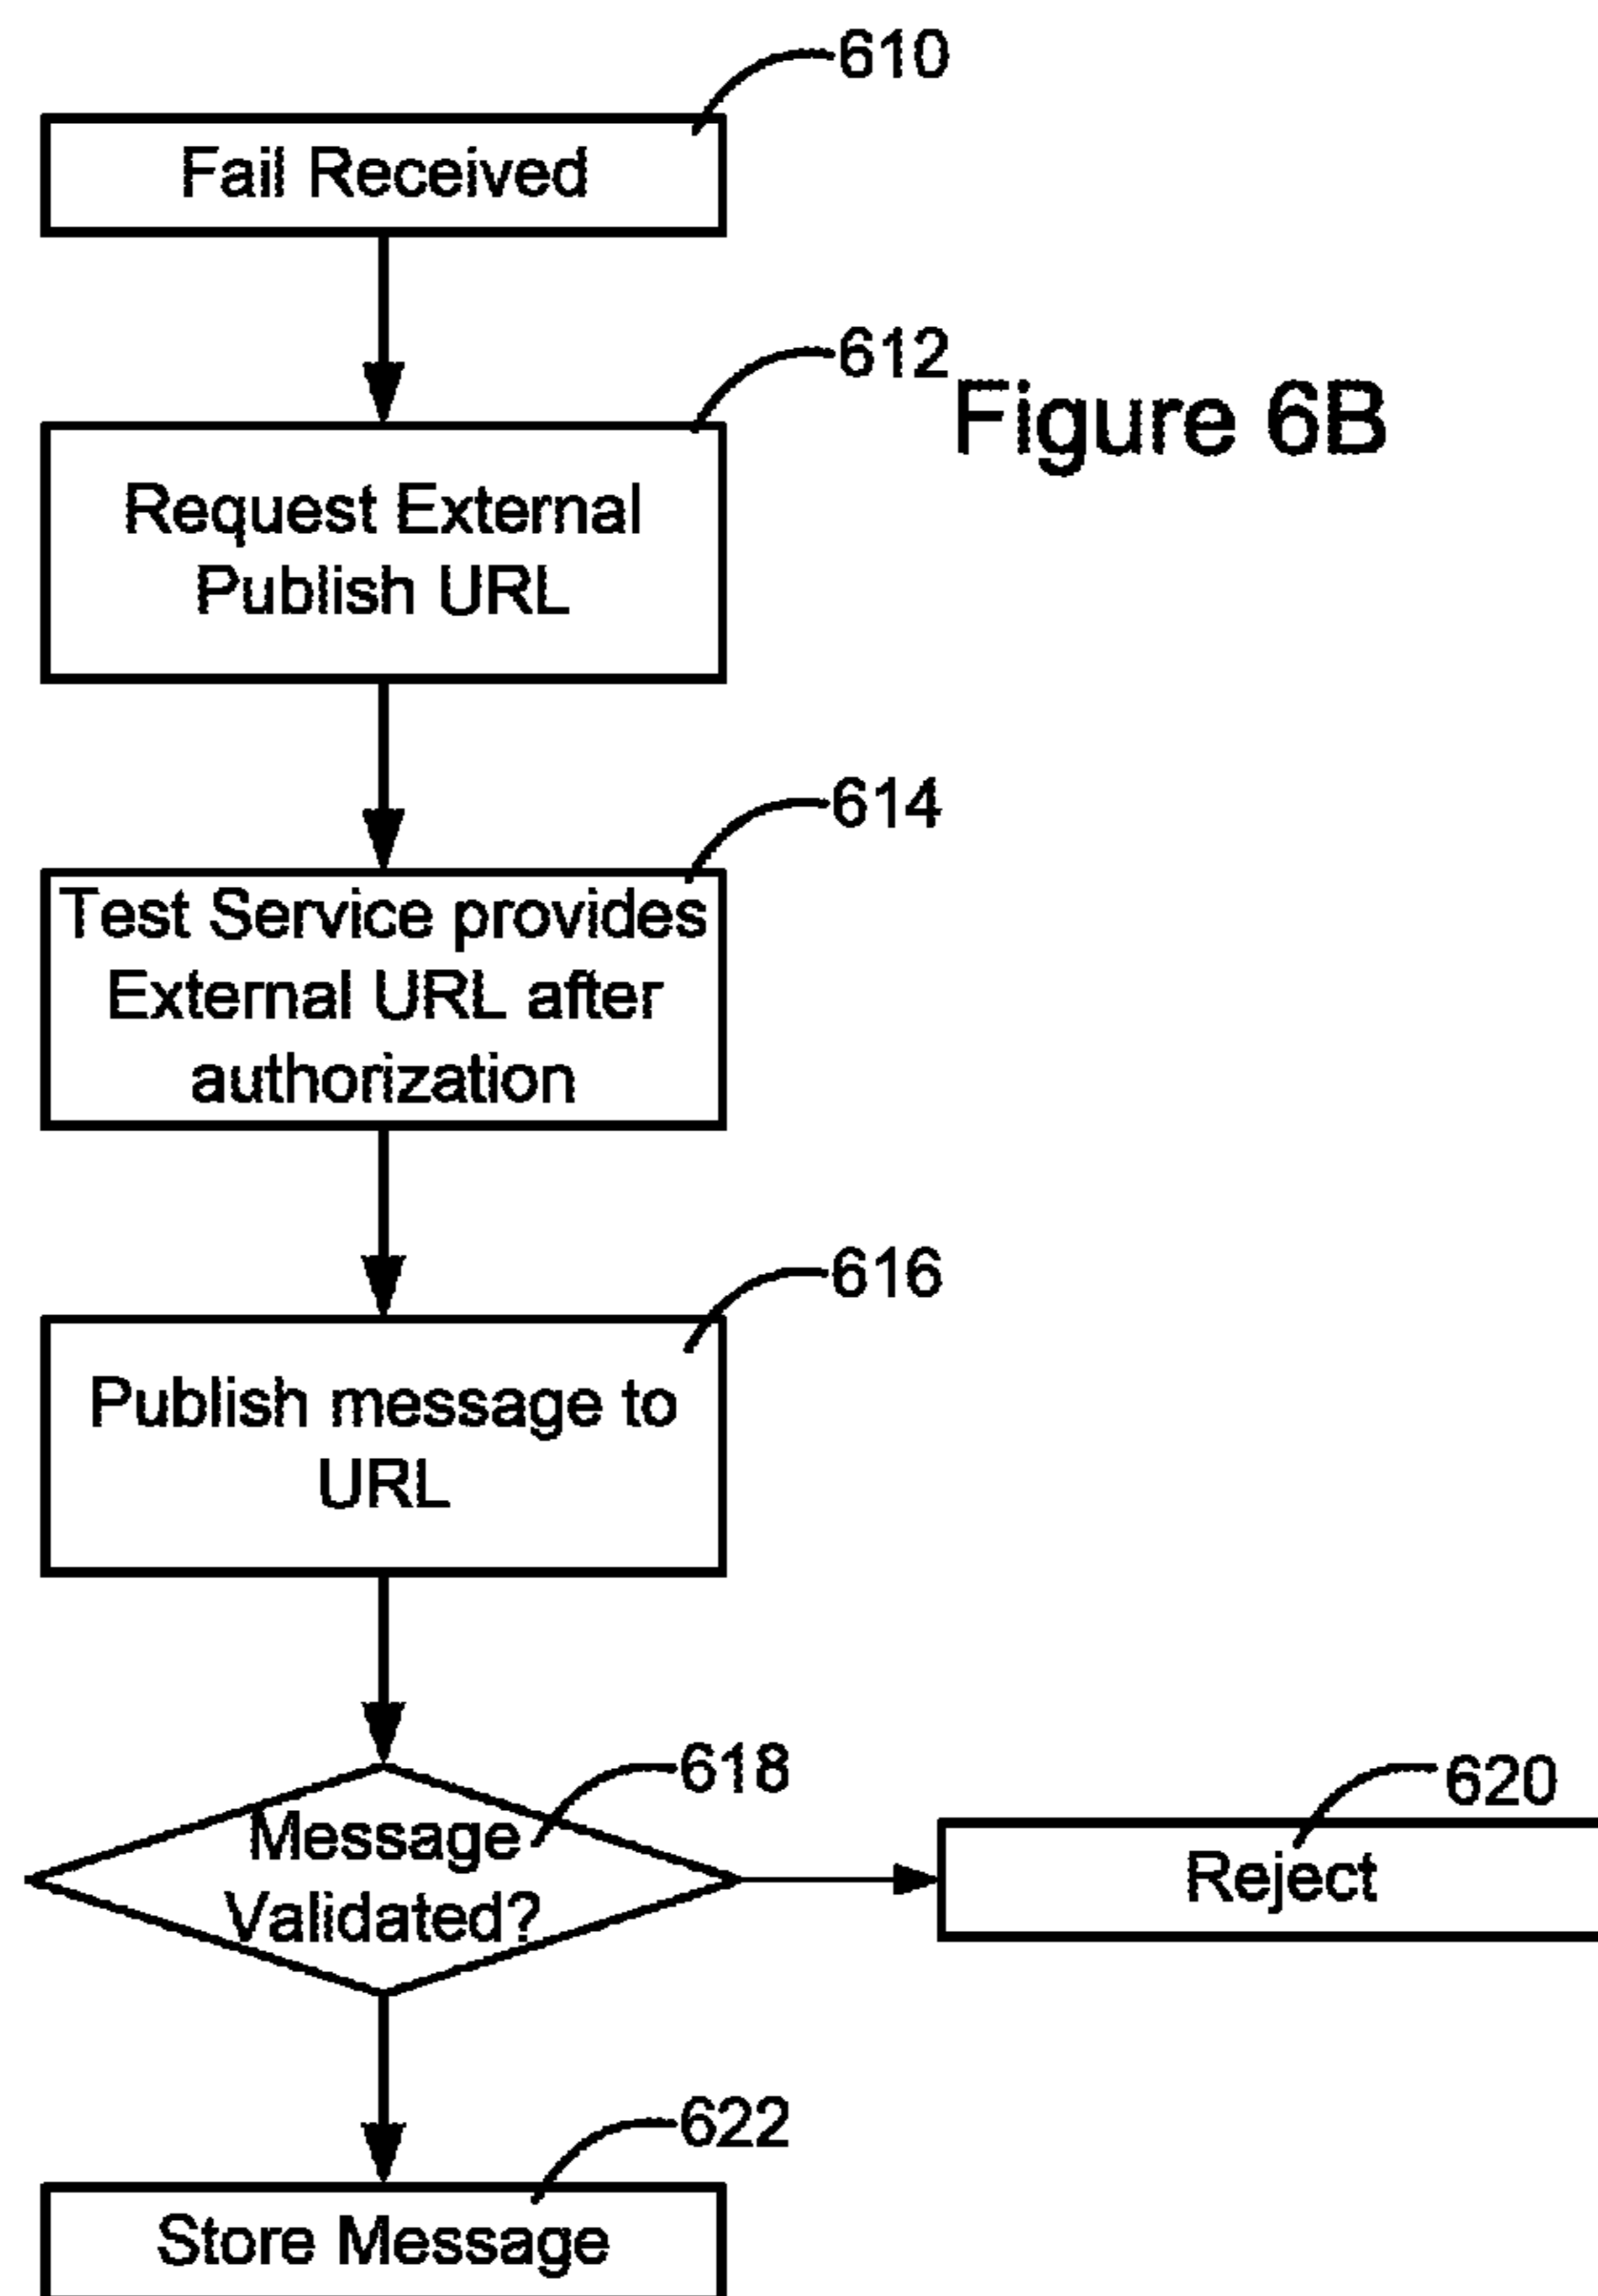 610
Fail Received
612
Figure 6B
Request External
Publish URL
614
Test Service provides
External URL after
authorization
616
Publish message to
URL
618
Message
Validated?
620
Reject
622
Store Message